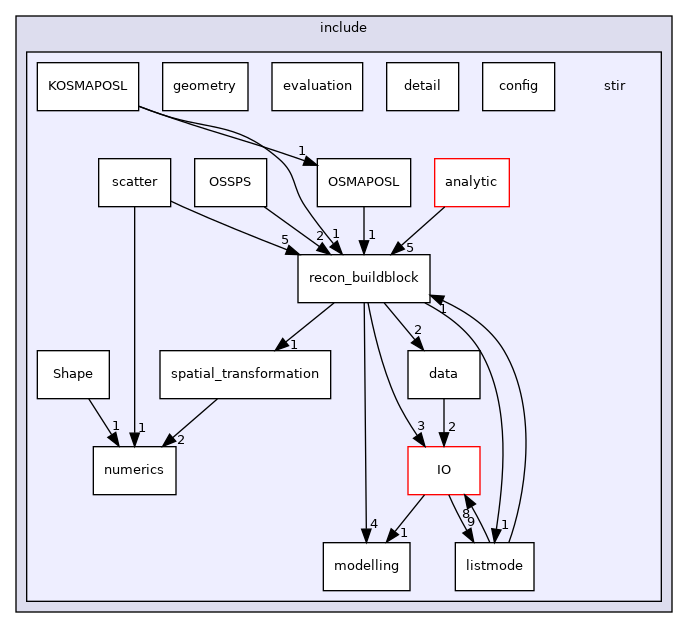 include
KOSMAPOSL
geometry
evaluation
detail
config
stir
1
scatter
OSSPS
OSMAPOSL
analytic
5
2
1
1
5
recon_buildblock
1
1
2
Shape
spatial_transformation
data
1
1
2
3
2
numerics
IO
8
9
4
1
1
modelling
listmode